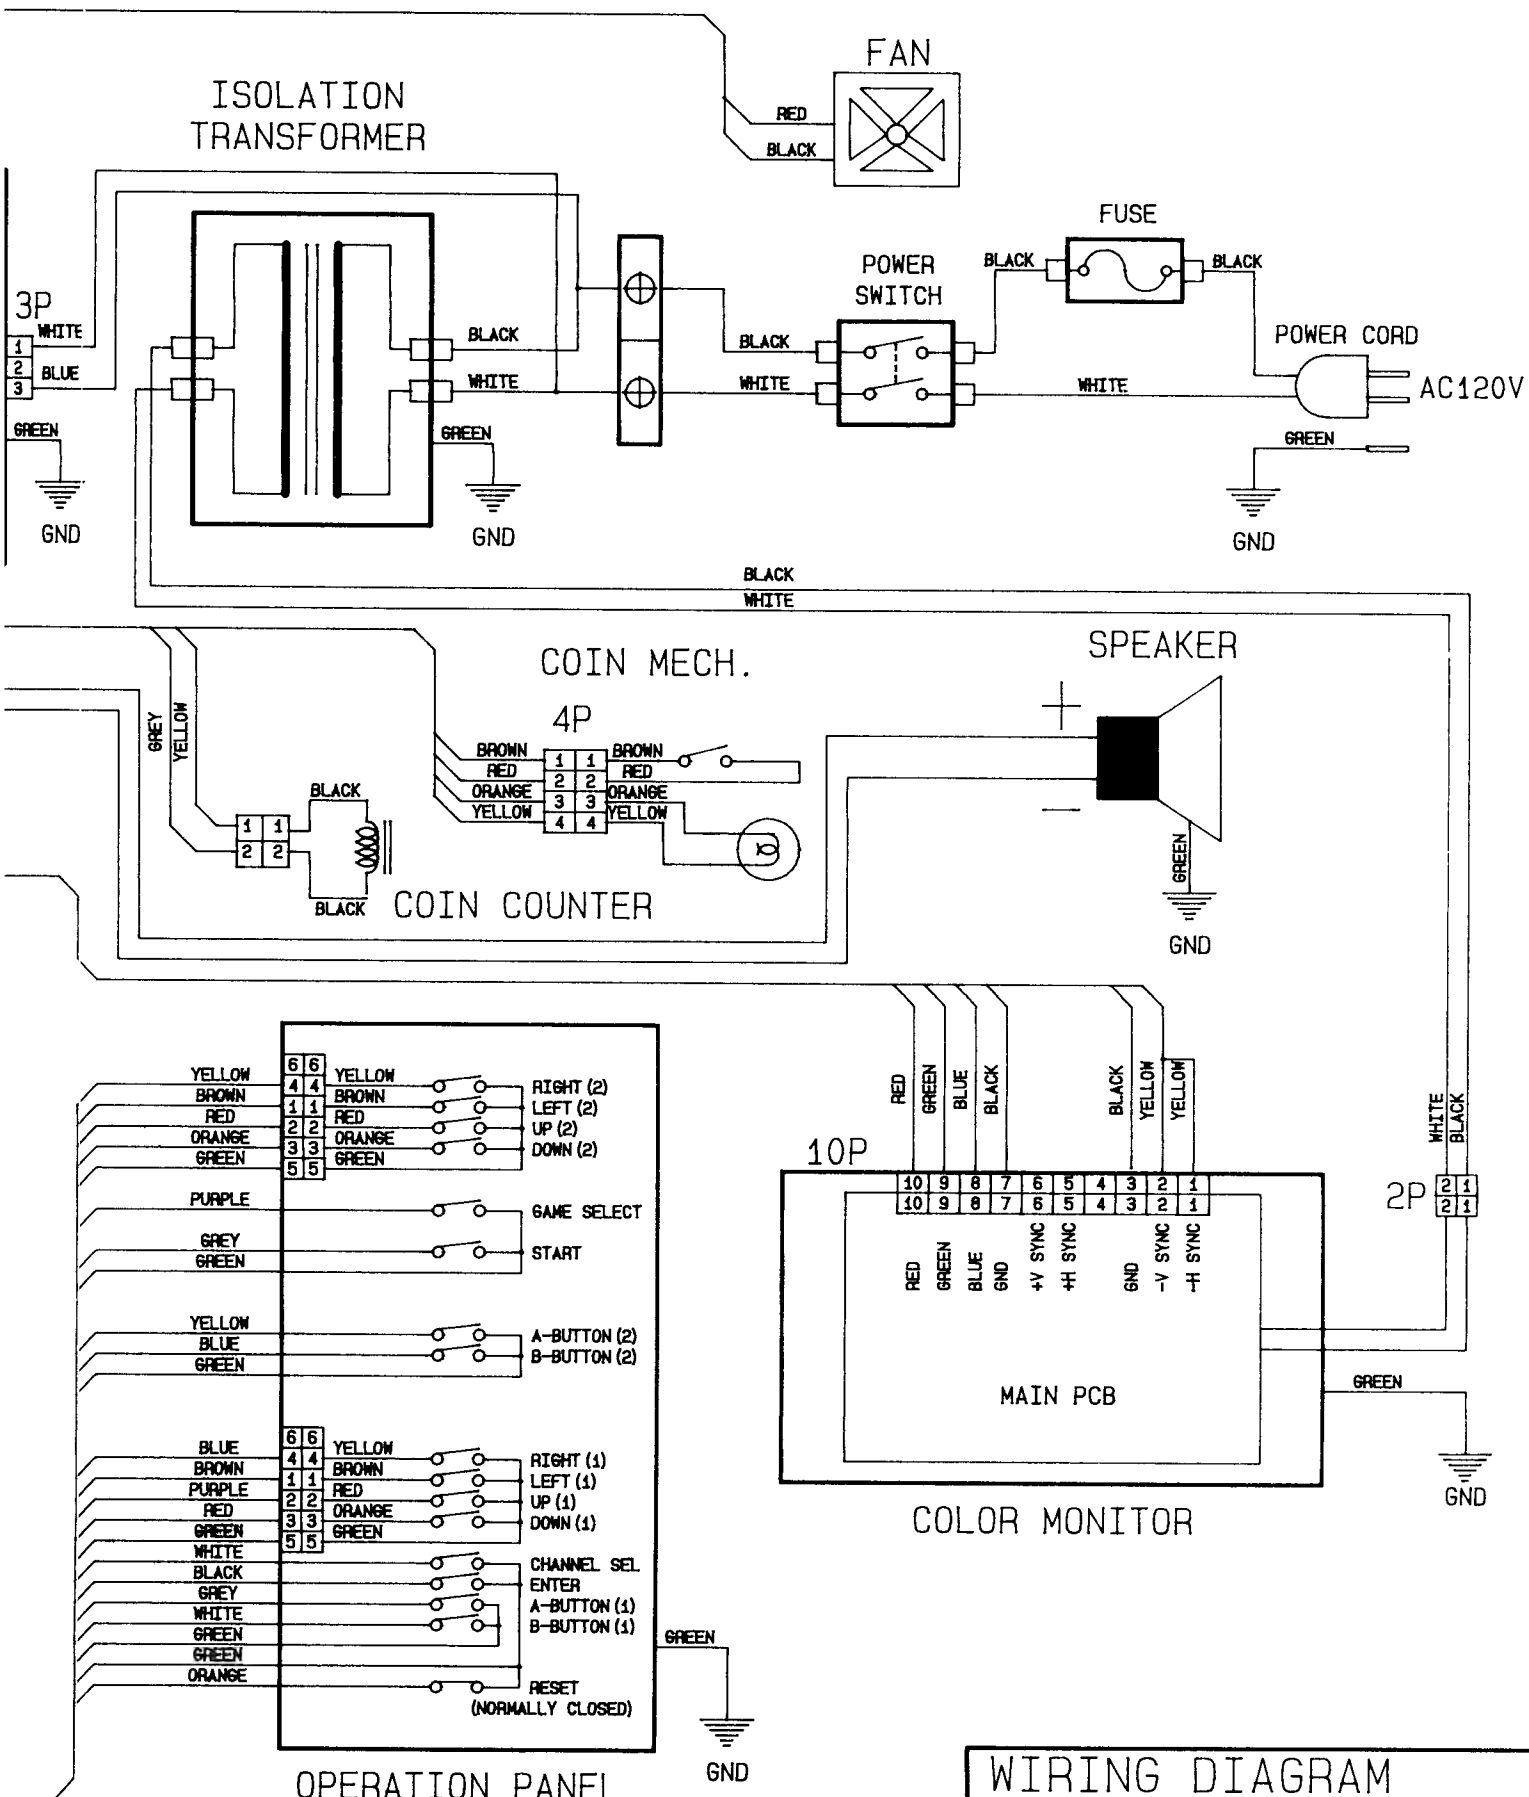 FAN
RED
BLACK
ISOLATION
TRANSFORMER
3P
WHITE
1
2
BLUE
3
GREEN
GND
BLACK
WHITE
GREEN
GND
POWER
SWITCH
BLACK
WHITE
FUSE
BLACK
BLACK
POWER CORD
AC120V
WHITE
GREEN
GND
BLACK
WHITE
COIN MECH.
4P
GREY
YELLOW
BROWN 1 1 BROWN
RED 2 2 RED
ORANGE 3 3 ORANGE
YELLOW 4 4 YELLOW
BLACK
1 1
2 2
BLACK
COIN COUNTER
SPEAKER
+
—
GREEN
GND
YELLOW 6 6 YELLOW RIGHT (2)
BROWN 4 4 BROWN LEFT (2)
RED 1 1 RED UP (2)
ORANGE 2 2 ORANGE DOWN (2)
GREEN 3 3 GREEN
5 5
PURPLE GAME SELECT
GREY START
GREEN
YELLOW A-BUTTON (2)
BLUE B-BUTTON (2)
GREEN
6 6
BLUE 4 4 YELLOW RIGHT (1)
BROWN 1 1 BROWN LEFT (1)
PURPLE 2 2 RED UP (1)
RED 3 3 ORANGE DOWN (1)
GREEN 5 5 GREEN
WHITE CHANNEL SEL
BLACK ENTER
GREY A-BUTTON (1)
WHITE B-BUTTON (1)
GREEN
GREEN
ORANGE RESET
(NORMALLY CLOSED)
GREEN
GND
OPERATION PANEL
RED GREEN BLUE BLACK BLACK YELLOW YELLOW
10P
10 9 8 7 6 5 4 3 2 1
10 9 8 7 6 5 4 3 2 1
RED GREEN BLUE GND +V SYNC +H SYNC GND -V SYNC -H SYNC
MAIN PCB
COLOR MONITOR
WHITE BLACK
2P
2 1
2 1
GREEN
GND
WIRING DIAGRAM